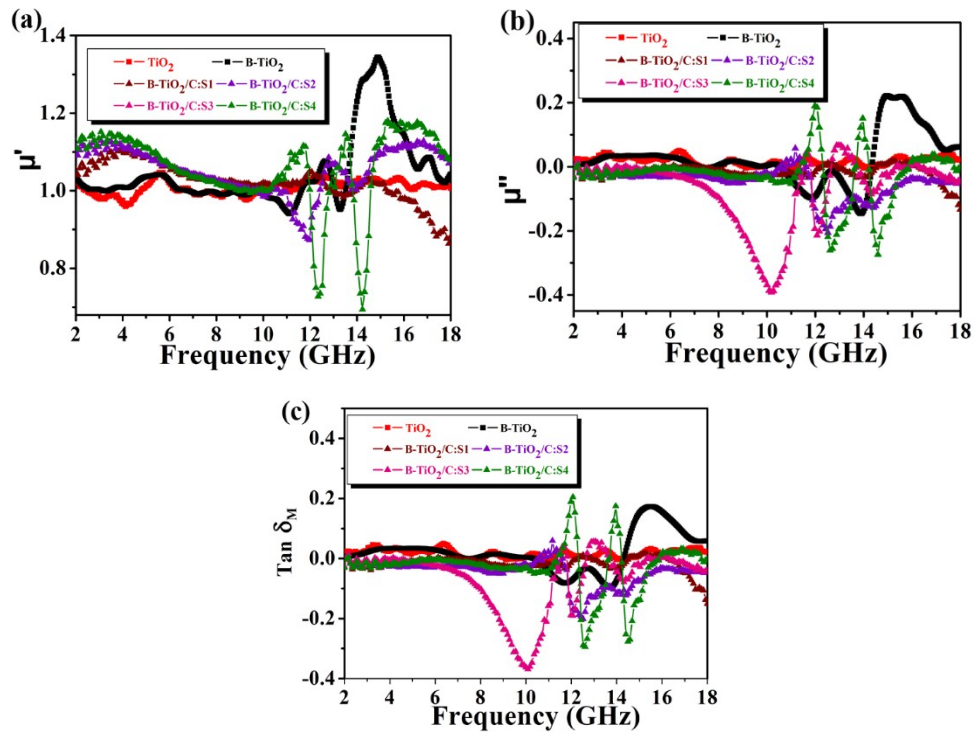 (a)
TiO2 B-TiO2
B-TiO2/C:S1 B-TiO2/C:S2
B-TiO2/C:S3 B-TiO2/C:S4
1.4
1.2
1.0
0.8
μ'
2 4 6 8 10 12 14 16 18
Frequency (GHz)
(b)
TiO2 B-TiO2
B-TiO2/C:S1 B-TiO2/C:S2
B-TiO2/C:S3 B-TiO2/C:S4
0.4
0.2
0.0
-0.2
-0.4
μ''
2 4 6 8 10 12 14 16 18
Frequency (GHz)
(c)
TiO2 B-TiO2
B-TiO2/C:S1 B-TiO2/C:S2
B-TiO2/C:S3 B-TiO2/C:S4
0.4
0.2
0.0
-0.2
-0.4
Tan δM
2 4 6 8 10 12 14 16 18
Frequency (GHz)